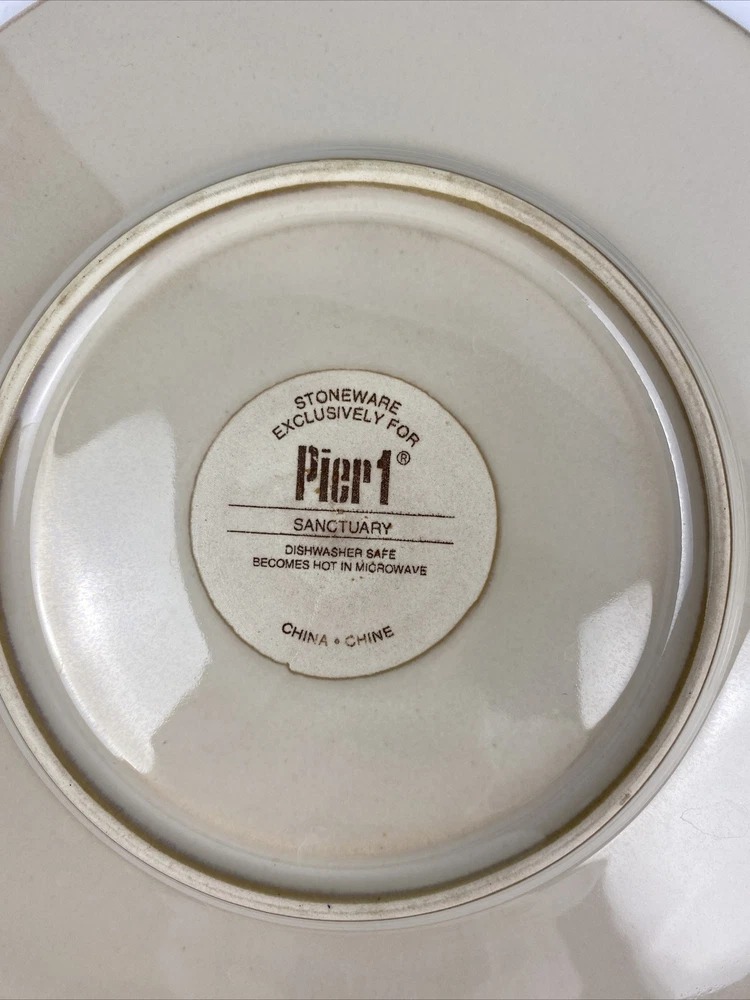 STONEWARE
EXCLUSIVELY FOR
Pier1®
SANCTUARY
DISHWASHER SAFE
BECOMES HOT IN MICROWAVE
CHINA • CHINE